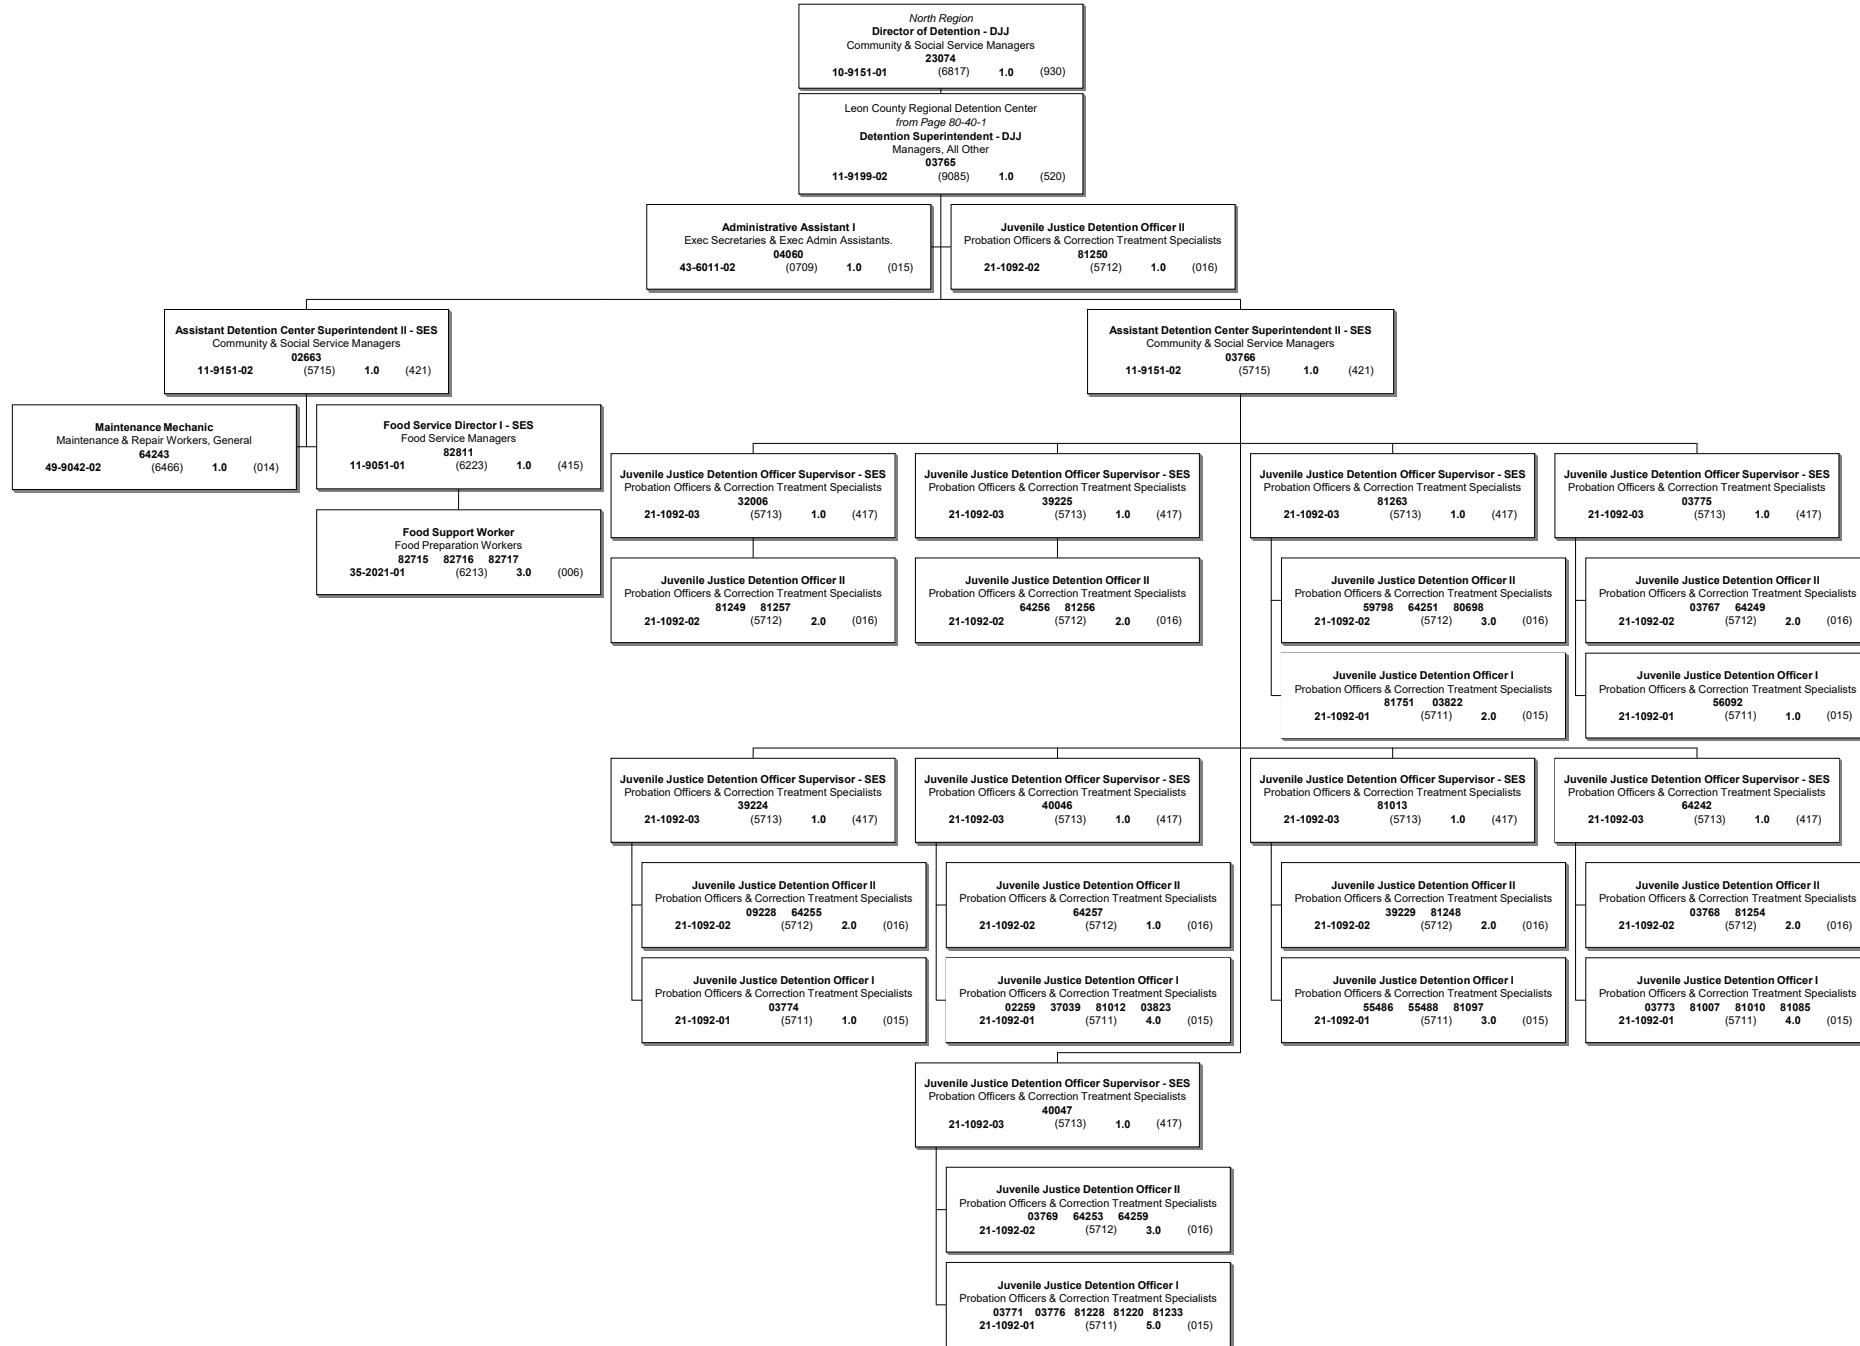 North Region
Director of Detention - DJJ
Community & Social Service Managers
23074
10-9151-01 (6817) 1.0 (930)
Leon County Regional Detention Center
from Page 80-40-1
Detention Superintendent - DJJ
Managers, All Other
03765
11-9199-02 (9085) 1.0 (520)
Administrative Assistant I
Exec Secretaries & Exec Admin Assistants.
04060
43-6011-02 (0709) 1.0 (015)
Juvenile Justice Detention Officer II
Probation Officers & Correction Treatment Specialists
81250
21-1092-02 (5712) 1.0 (016)
Assistant Detention Center Superintendent II - SES
Community & Social Service Managers
02663
11-9151-02 (5715) 1.0 (421)
Assistant Detention Center Superintendent II - SES
Community & Social Service Managers
03766
11-9151-02 (5715) 1.0 (421)
Maintenance Mechanic
Maintenance & Repair Workers, General
64243
49-9042-02 (6466) 1.0 (014)
Food Service Director I - SES
Food Service Managers
82811
11-9051-01 (6223) 1.0 (415)
Food Support Worker
Food Preparation Workers
82715 82716 82717
35-2021-01 (6213) 3.0 (006)
Juvenile Justice Detention Officer Supervisor - SES
Probation Officers & Correction Treatment Specialists
32006
21-1092-03 (5713) 1.0 (417)
Juvenile Justice Detention Officer Supervisor - SES
Probation Officers & Correction Treatment Specialists
39225
21-1092-03 (5713) 1.0 (417)
Juvenile Justice Detention Officer Supervisor - SES
Probation Officers & Correction Treatment Specialists
81263
21-1092-03 (5713) 1.0 (417)
Juvenile Justice Detention Officer Supervisor - SES
Probation Officers & Correction Treatment Specialists
03775
21-1092-03 (5713) 1.0 (417)
Juvenile Justice Detention Officer II
Probation Officers & Correction Treatment Specialists
81249 81257
21-1092-02 (5712) 2.0 (016)
Juvenile Justice Detention Officer II
Probation Officers & Correction Treatment Specialists
64256 81256
21-1092-02 (5712) 2.0 (016)
Juvenile Justice Detention Officer II
Probation Officers & Correction Treatment Specialists
59798 64251 80698
21-1092-02 (5712) 3.0 (016)
Juvenile Justice Detention Officer II
Probation Officers & Correction Treatment Specialists
03767 64249
21-1092-02 (5712) 2.0 (016)
Juvenile Justice Detention Officer I
Probation Officers & Correction Treatment Specialists
81751 03822
21-1092-01 (5711) 2.0 (015)
Juvenile Justice Detention Officer I
Probation Officers & Correction Treatment Specialists
56092
21-1092-01 (5711) 1.0 (015)
Juvenile Justice Detention Officer Supervisor - SES
Probation Officers & Correction Treatment Specialists
39224
21-1092-03 (5713) 1.0 (417)
Juvenile Justice Detention Officer Supervisor - SES
Probation Officers & Correction Treatment Specialists
40046
21-1092-03 (5713) 1.0 (417)
Juvenile Justice Detention Officer Supervisor - SES
Probation Officers & Correction Treatment Specialists
81013
21-1092-03 (5713) 1.0 (417)
Juvenile Justice Detention Officer Supervisor - SES
Probation Officers & Correction Treatment Specialists
64242
21-1092-03 (5713) 1.0 (417)
Juvenile Justice Detention Officer II
Probation Officers & Correction Treatment Specialists
09228 64255
21-1092-02 (5712) 2.0 (016)
Juvenile Justice Detention Officer II
Probation Officers & Correction Treatment Specialists
64257
21-1092-02 (5712) 1.0 (016)
Juvenile Justice Detention Officer II
Probation Officers & Correction Treatment Specialists
39229 81248
21-1092-02 (5712) 2.0 (016)
Juvenile Justice Detention Officer II
Probation Officers & Correction Treatment Specialists
03768 81254
21-1092-02 (5712) 2.0 (016)
Juvenile Justice Detention Officer I
Probation Officers & Correction Treatment Specialists
03774
21-1092-01 (5711) 1.0 (015)
Juvenile Justice Detention Officer I
Probation Officers & Correction Treatment Specialists
02259 37039 81012 03823
21-1092-01 (5711) 4.0 (015)
Juvenile Justice Detention Officer I
Probation Officers & Correction Treatment Specialists
55486 55488 81097
21-1092-01 (5711) 3.0 (015)
Juvenile Justice Detention Officer I
Probation Officers & Correction Treatment Specialists
03773 81007 81010 81085
21-1092-01 (5711) 4.0 (015)
Juvenile Justice Detention Officer Supervisor - SES
Probation Officers & Correction Treatment Specialists
40047
21-1092-03 (5713) 1.0 (417)
Juvenile Justice Detention Officer II
Probation Officers & Correction Treatment Specialists
03769 64253 64259
21-1092-02 (5712) 3.0 (016)
Juvenile Justice Detention Officer I
Probation Officers & Correction Treatment Specialists
03771 03776 81228 81220 81233
21-1092-01 (5711) 5.0 (015)